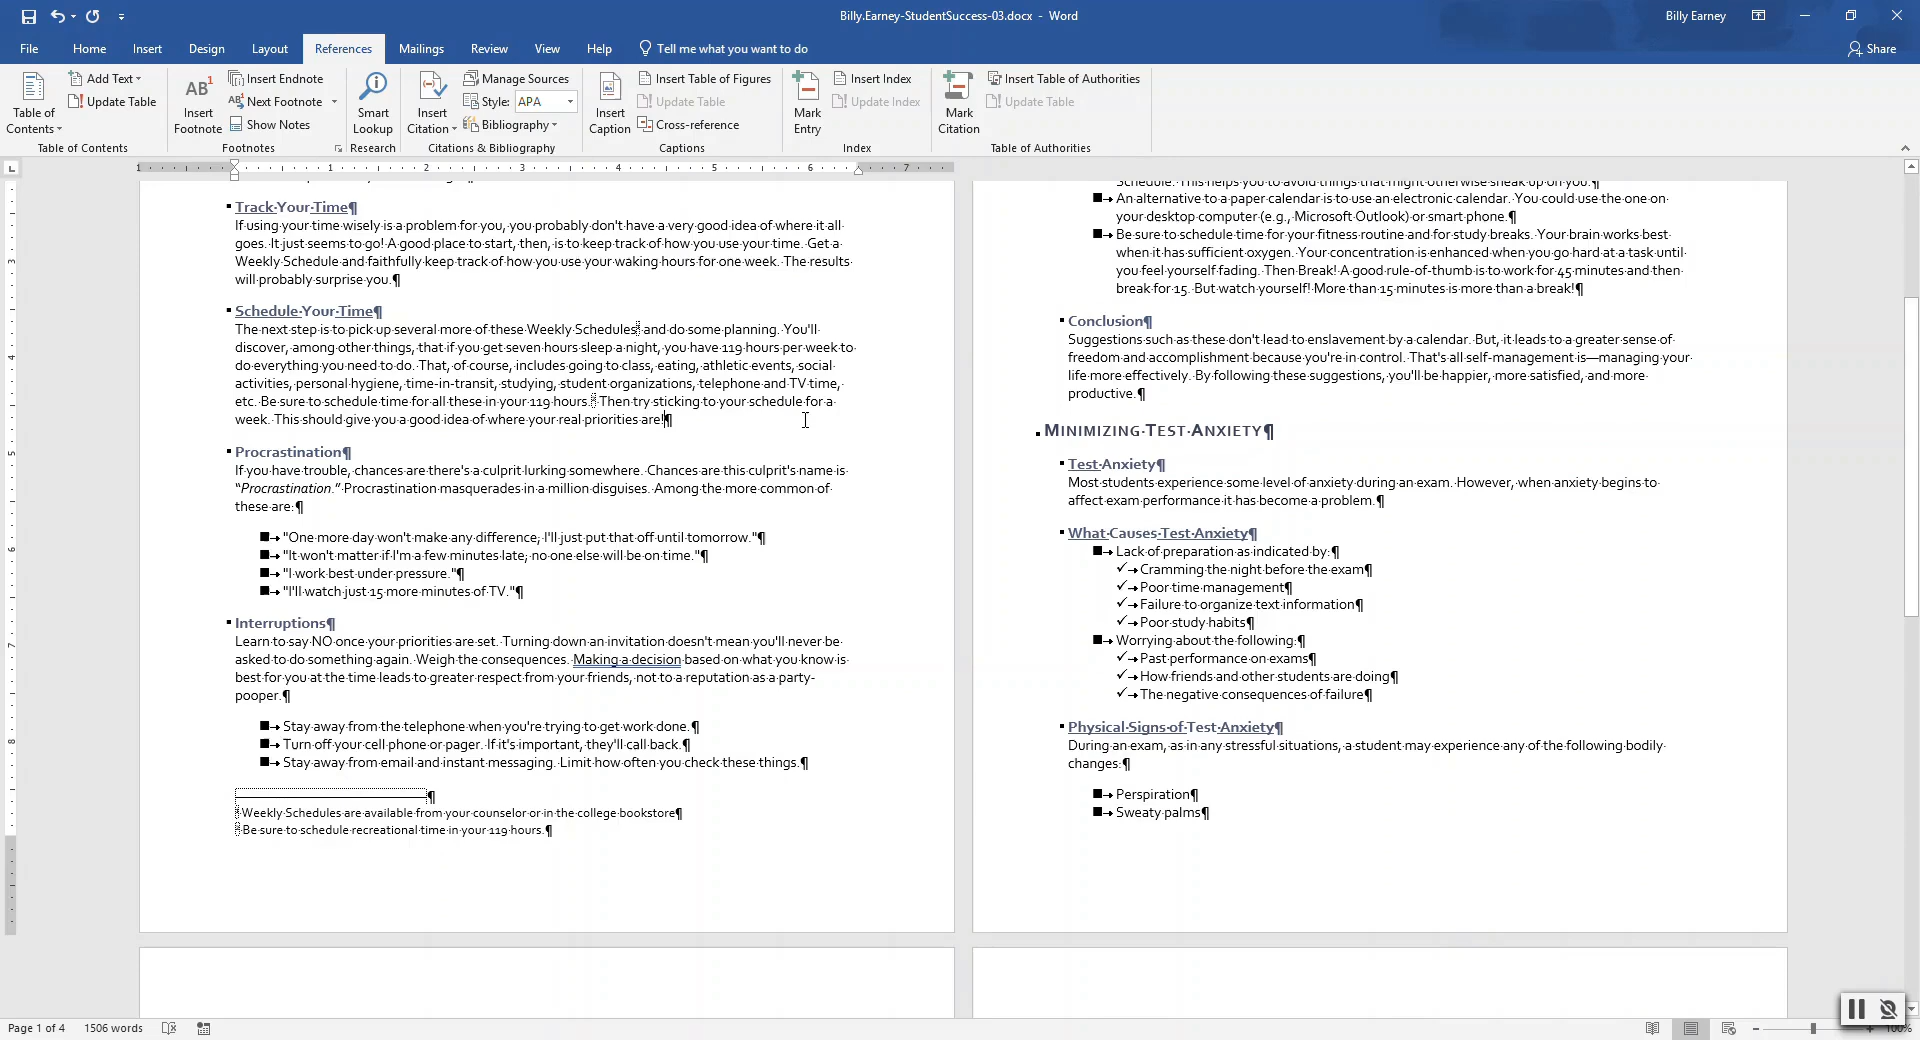 Billy.Earney-StudentSuccess-03.docx - Word
Billy Earney
File Home Insert Design Layout References Mailings Review View Help Tell me what you want to do
Share
Table of Contents
Add Text
Update Table
Table of Contents
AB1 Insert Footnote
Insert Endnote
Next Footnote
Show Notes
Footnotes
Smart Lookup
Research
Insert Citation
Manage Sources
Style: APA
Bibliography
Citations & Bibliography
Insert Caption
Insert Table of Figures
Update Table
Cross-reference
Captions
Mark Entry
Insert Index
Update Index
Index
Mark Citation
Insert Table of Authorities
Update Table
Table of Authorities
1 1 2 3 4 5 6 7
Track·Your·Time¶
If·using·your·time·wisely·is·a·problem·for·you,·you·probably·don't·have·a·very·good·idea·of·where·it·all·
goes.·It·just·seems·to·go!·A·good·place·to·start,·then,·is·to·keep·track·of·how·you·use·your·time.·Get·a·
Weekly·Schedule·and·faithfully·keep·track·of·how·you·use·your·waking·hours·for·one·week.·The·results·
will·probably·surprise·you.¶
Schedule·Your·Time¶
The·next·step·is·to·pick·up·several·more·of·these·Weekly·Schedules·and·do·some·planning.·You'll·
discover,·among·other·things,·that·if·you·get·seven·hours·sleep·a·night,·you·have·119·hours·per·week·to·
do·everything·you·need·to·do.·That,·of·course,·includes·going·to·class,·eating,·athletic·events,·social·
activities,·personal·hygiene,·time-in-transit,·studying,·student·organizations,·telephone·and·TV·time,·
etc.·Be·sure·to·schedule·time·for·all·these·in·your·119·hours.·Then·try·sticking·to·your·schedule·for·a·
week.·This·should·give·you·a·good·idea·of·where·your·real·priorities·are!¶
Procrastination¶
If·you·have·trouble,·chances·are·there's·a·culprit·lurking·somewhere.·Chances·are·this·culprit's·name·is·
“Procrastination.”·Procrastination·masquerades·in·a·million·disguises.·Among·the·more·common·of·
these·are:¶
■→"One·more·day·won't·make·any·difference;·I'll·just·put·that·off·until·tomorrow."¶
■→"It·won't·matter·if·I'm·a·few·minutes·late;·no·one·else·will·be·on·time."¶
■→"I·work·best·under·pressure."¶
■→"I'll·watch·just·15·more·minutes·of·TV."¶
Interruptions¶
Learn·to·say·NO·once·your·priorities·are·set.·Turning·down·an·invitation·doesn't·mean·you'll·never·be·
asked·to·do·something·again.·Weigh·the·consequences.·Making·a·decision·based·on·what·you·know·is·
best·for·you·at·the·time·leads·to·greater·respect·from·your·friends,·not·to·a·reputation·as·a·party-
pooper.¶
■→Stay·away·from·the·telephone·when·you're·trying·to·get·work·done.¶
■→Turn·off·your·cell·phone·or·pager.·If·it's·important,·they'll·call·back.¶
■→Stay·away·from·email·and·instant·messaging.·Limit·how·often·you·check·these·things.¶
¶
Weekly·Schedules·are·available·from·your·counselor·or·in·the·college·bookstore¶
Be·sure·to·schedule·recreational·time·in·your·119·hours.¶
Schedule.·This·helps·you·to·avoid·things·that·might·otherwise·sneak·up·on·you.¶
■→An·alternative·to·a·paper·calendar·is·to·use·an·electronic·calendar.·You·could·use·the·one·on·
your·desktop·computer·(e.g.,·Microsoft·Outlook)·or·smart·phone.¶
■→Be·sure·to·schedule·time·for·your·fitness·routine·and·for·study·breaks.·Your·brain·works·best·
when·it·has·sufficient·oxygen.·Your·concentration·is·enhanced·when·you·go·hard·at·a·task·until·
you·feel·yourself·fading.·Then·Break!·A·good·rule-of-thumb·is·to·work·for·45·minutes·and·then·
break·for·15.·But·watch·yourself!·More·than·15·minutes·is·more·than·a·break!¶
Conclusion¶
Suggestions·such·as·these·don't·lead·to·enslavement·by·a·calendar.·But,·it·leads·to·a·greater·sense·of·
freedom·and·accomplishment·because·you're·in·control.·That's·all·self-management·is—managing·your·
life·more·effectively.·By·following·these·suggestions,·you'll·be·happier,·more·satisfied,·and·more·
productive.¶
MINIMIZING·TEST·ANXIETY¶
Test·Anxiety¶
Most·students·experience·some·level·of·anxiety·during·an·exam.·However,·when·anxiety·begins·to·
affect·exam·performance·it·has·become·a·problem.¶
What·Causes·Test·Anxiety¶
■→Lack·of·preparation·as·indicated·by:¶
✓→Cramming·the·night·before·the·exam¶
✓→Poor·time·management¶
✓→Failure·to·organize·text·information¶
✓→Poor·study·habits¶
■→Worrying·about·the·following:¶
✓→Past·performance·on·exams¶
✓→How·friends·and·other·students·are·doing¶
✓→The·negative·consequences·of·failure¶
Physical·Signs·of·Test·Anxiety¶
During·an·exam,·as·in·any·stressful·situations,·a·student·may·experience·any·of·the·following·bodily·
changes:¶
■→Perspiration¶
■→Sweaty·palms¶
Page 1 of 4 1506 words
100%